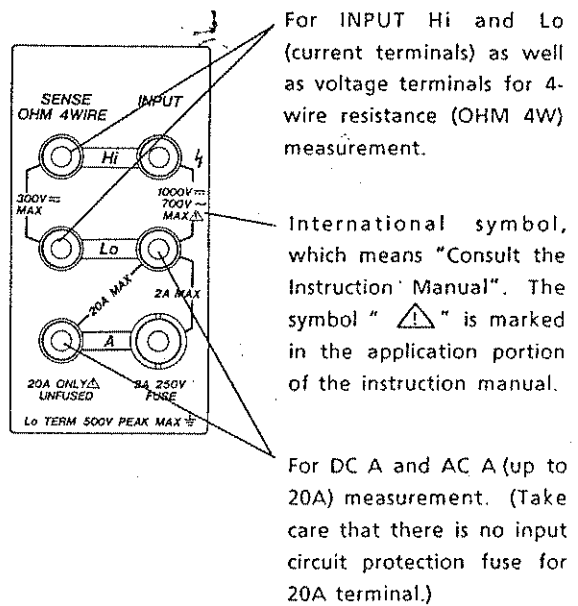 For INPUT Hi and Lo
(current terminals) as well
as voltage terminals for 4-
wire resistance (OHM 4W)
measurement.
SENSE
OHM 4WIRE
INPUT
Hi
300V
MAX
1000V
700V ~
MAX ⚠
Lo
20A MAX
2A MAX
A
20A ONLY ⚠
UNFUSED
3A 250V
FUSE
Lo TERM 500V PEAK MAX
International symbol,
which means "Consult the
Instruction Manual". The
symbol " ⚠ " is marked
in the application portion
of the instruction manual.
For DC A and AC A (up to
20A) measurement. (Take
care that there is no input
circuit protection fuse for
20A terminal.)